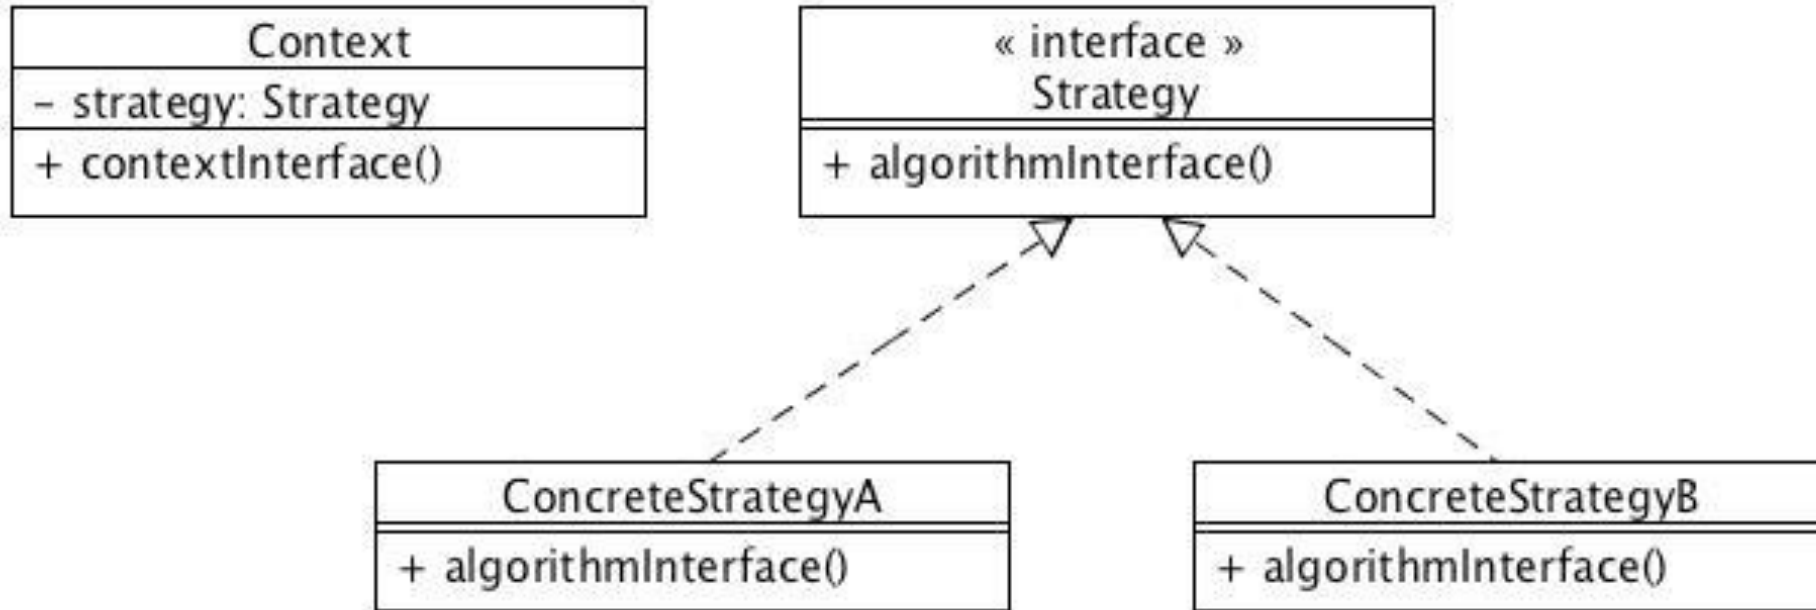 Context
- strategy: Strategy
+ contextInterface()
« interface »
Strategy
+ algorithmInterface()
ConcreteStrategyA
+ algorithmInterface()
ConcreteStrategyB
+ algorithmInterface()